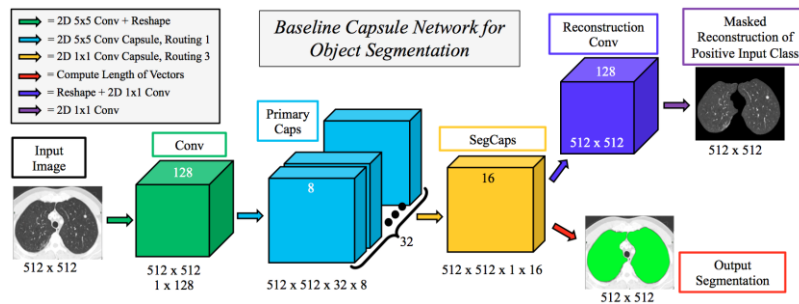 = 2D 5x5 Conv + Reshape
= 2D 5x5 Conv Capsule, Routing 1
= 2D 1x1 Conv Capsule, Routing 3
= Compute Length of Vectors
= Reshape + 2D 1x1 Conv
= 2D 1x1 Conv
Baseline Capsule Network for
Object Segmentation
Input
Image
512 x 512
Conv
128
512 x 512
1 x 128
Primary
Caps
8
32
512 x 512 x 32 x 8
SegCaps
16
512 x 512 x 1 x 16
Reconstruction
Conv
128
512 x 512
Masked
Reconstruction of
Positive Input Class
512 x 512
512 x 512
Output
Segmentation